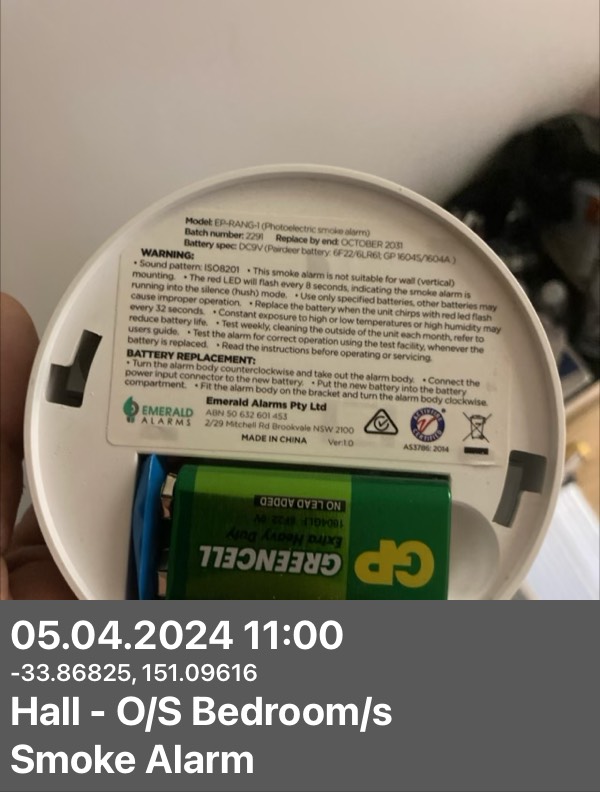 Model: EP-RANG-1 (Photoelectric smoke alarm)
Batch number: 2291 Replace by end: OCTOBER 2031
Battery spec: DC9V (Pairdeer battery: 6F22/6LR61; GP 1604S/1604A )
WARNING:
• Sound pattern: ISO8201 • This smoke alarm is not suitable for wall (vertical)
mounting. • The red LED will flash every 8 seconds, indicating the smoke alarm is
running into the silence (hush) mode. • Use only specified batteries, other batteries may
cause improper operation. • Replace the battery when the unit chirps with red led flash
every 32 seconds. • Constant exposure to high or low temperatures or high humidity may
reduce battery life. • Test weekly, cleaning the outside of the unit each month, refer to
users guide. • Test the alarm for correct operation using the test facility, whenever the
battery is replaced. • Read the instructions before operating or servicing.
BATTERY REPLACEMENT:
• Turn the alarm body counterclockwise and take out the alarm body. • Connect the
power input connector to the new battery. • Put the new battery into the battery
compartment. • Fit the alarm body on the bracket and turn the alarm body clockwise.
EMERALD
ALARMS
Emerald Alarms Pty Ltd
ABN 50 632 601 453
2/29 Mitchell Rd Brookvale NSW 2100
MADE IN CHINA Ver:1.0
ACTIVFIRE
CERTIFIED
AS3786: 2014
GP
GREENCELL
Extra Heavy Duty
NO LEAD ADDED
05.04.2024 11:00
-33.86825, 151.09616
Hall - O/S Bedroom/s
Smoke Alarm